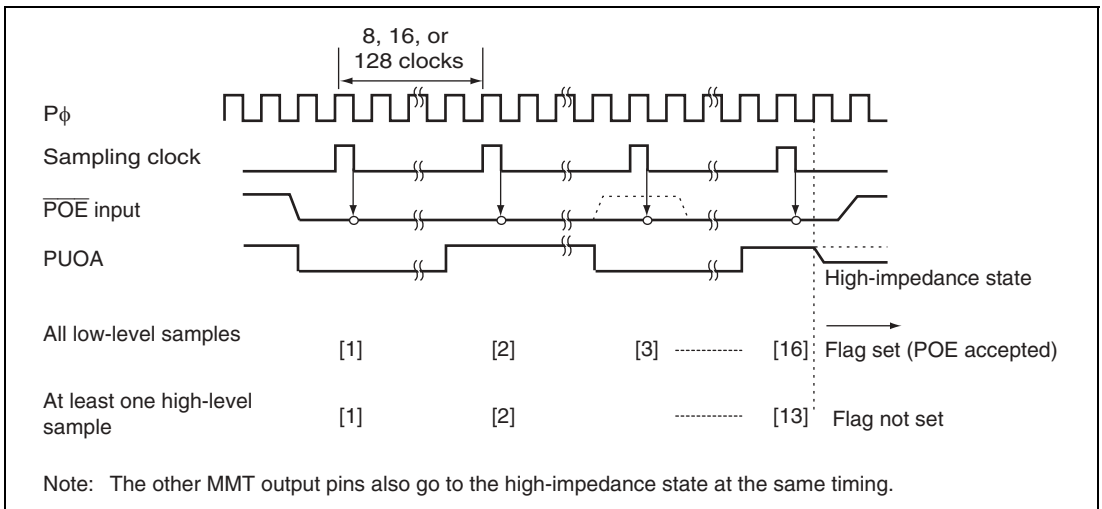 8, 16, or
128 clocks
Pϕ
Sampling clock
POE input
PUOA
High-impedance state
All low-level samples
[1] [2] [3] [16] Flag set (POE accepted)
At least one high-level
sample
[1] [2] [13] Flag not set
Note: The other MMT output pins also go to the high-impedance state at the same timing.